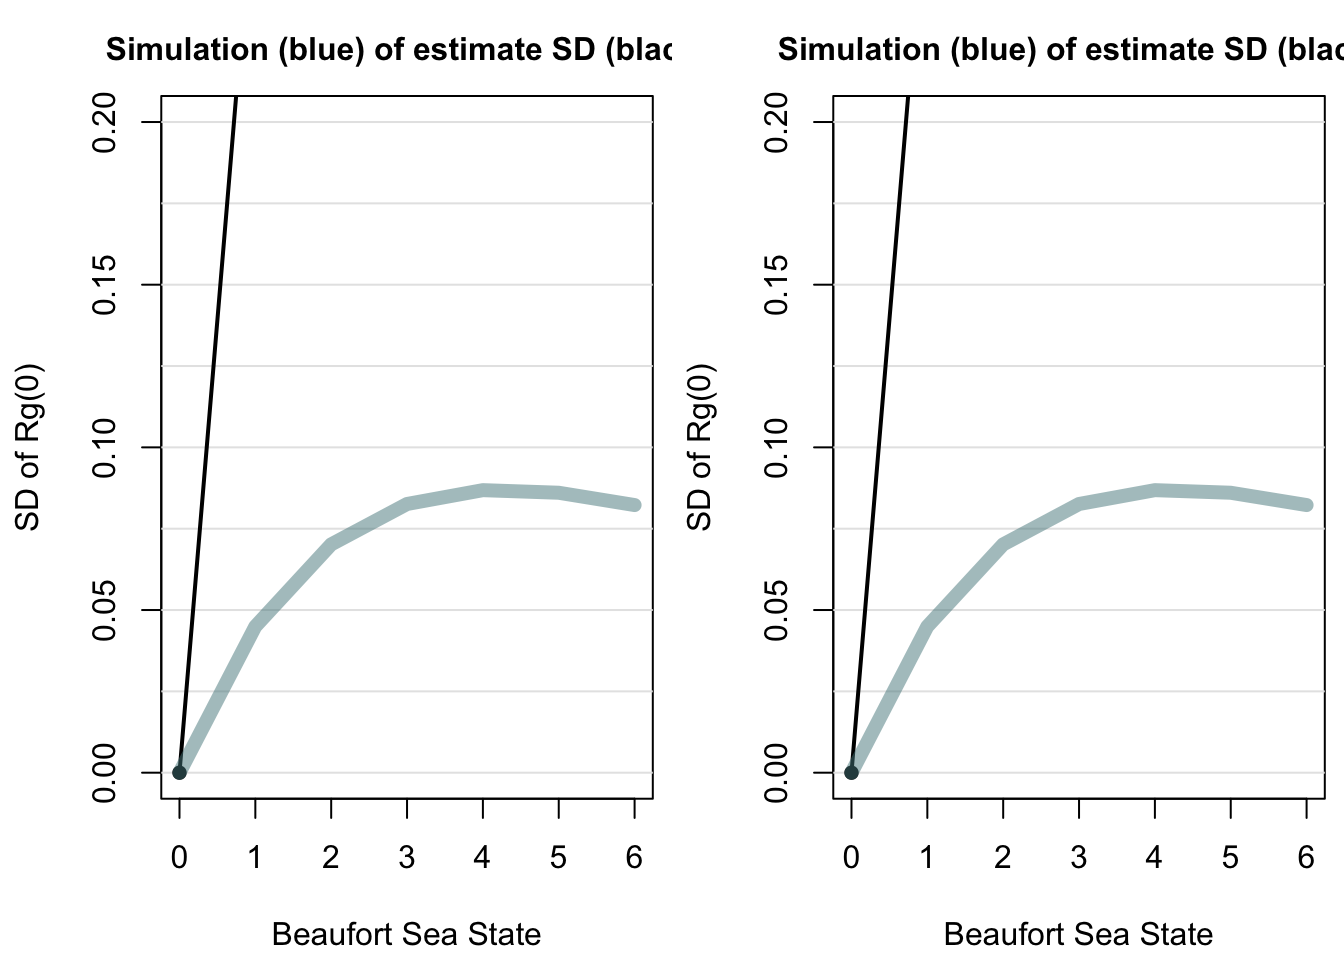 Simulation (blue) of estimate SD (blac
0.20
0.15
0.10
0.05
0.00
SD of Rg(0)
0 1 2 3 4 5 6
Beaufort Sea State
Simulation (blue) of estimate SD (blac
0.20
0.15
0.10
0.05
0.00
SD of Rg(0)
0 1 2 3 4 5 6
Beaufort Sea State